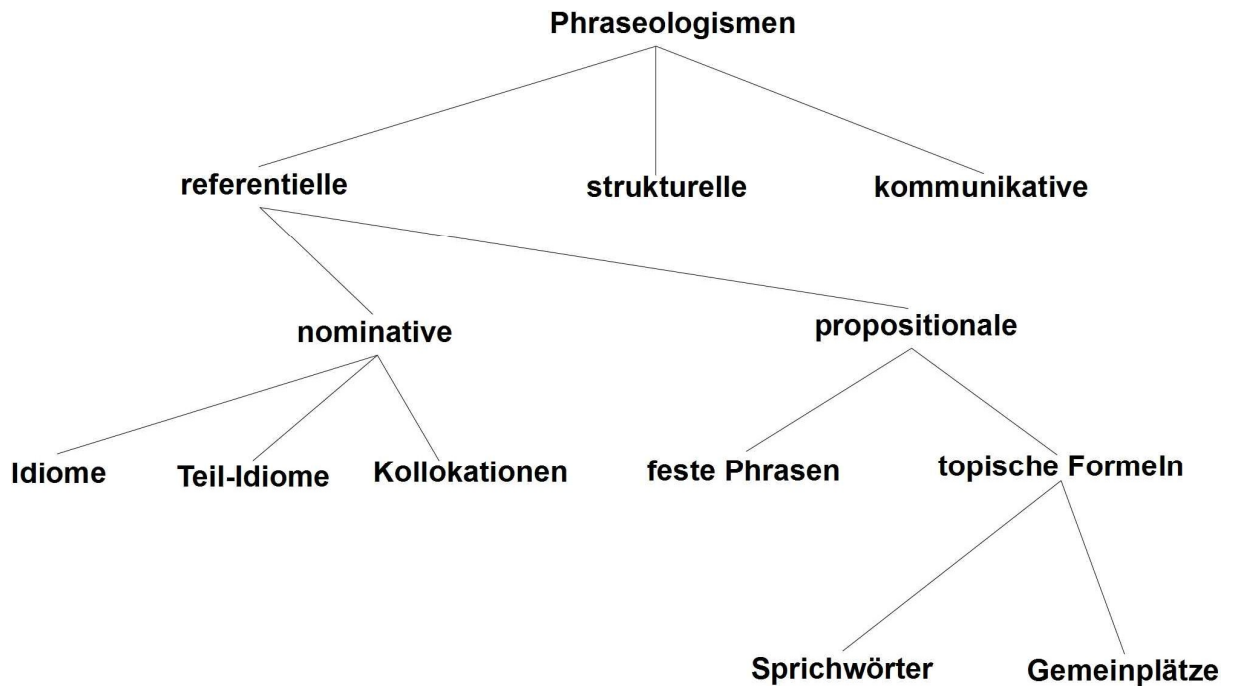 Phraseologismen
referentielle
strukturelle
kommunikative
nominative
propositionale
Idiome
Teil-Idiome
Kollokationen
feste Phrasen
topische Formeln
Sprichwörter
Gemeinplätze